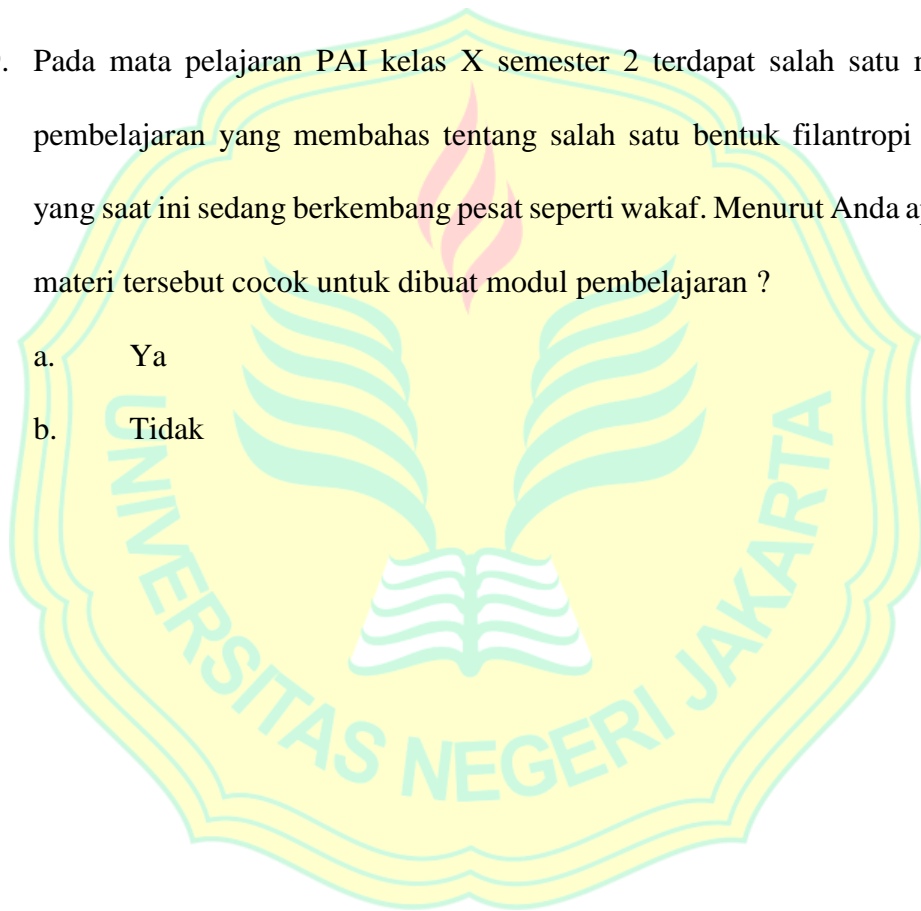 . Pada mata pelajaran PAI kelas X semester 2 terdapat salah satu
pembelajaran yang membahas tentang salah satu bentuk filantropi
yang saat ini sedang berkembang pesat seperti wakaf. Menurut Anda
materi tersebut cocok untuk dibuat modul pembelajaran ?
a. Ya
b. Tidak
UNIVERSITAS NEGERI JAKARTA